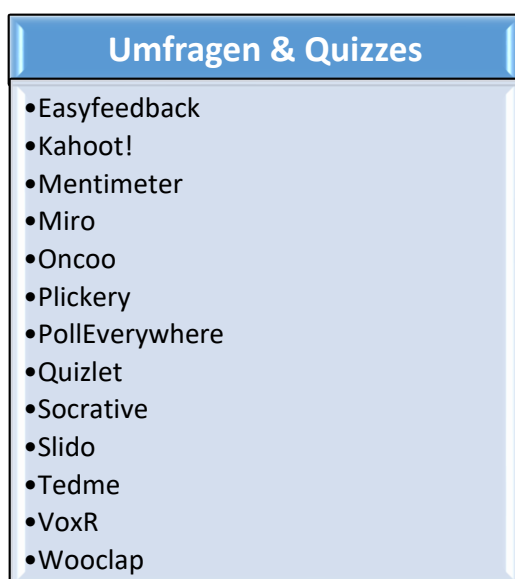 Umfragen & Quizzes
•Easyfeedback
•Kahoot!
•Mentimeter
•Miro
•Oncoo
•Plickery
•PollEverywhere
•Quizlet
•Socrative
•Slido
•Tedme
•VoxR
•Wooclap